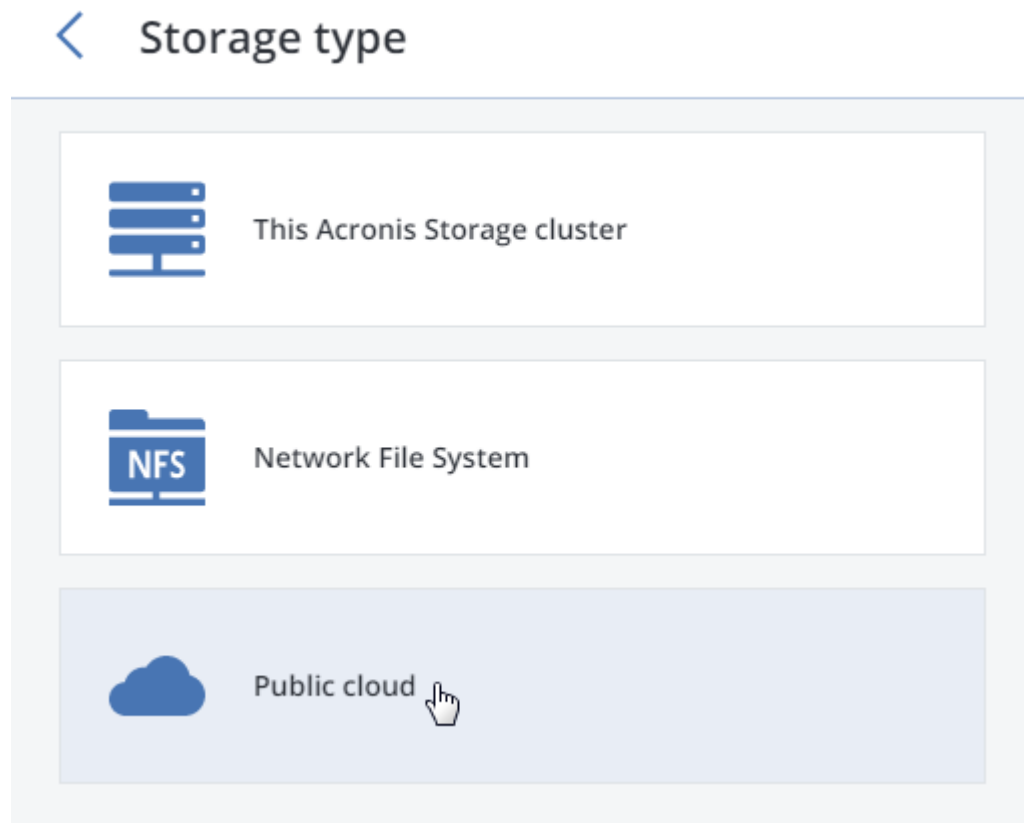 Storage type
This Acronis Storage cluster
NFS
Network File System
Public cloud